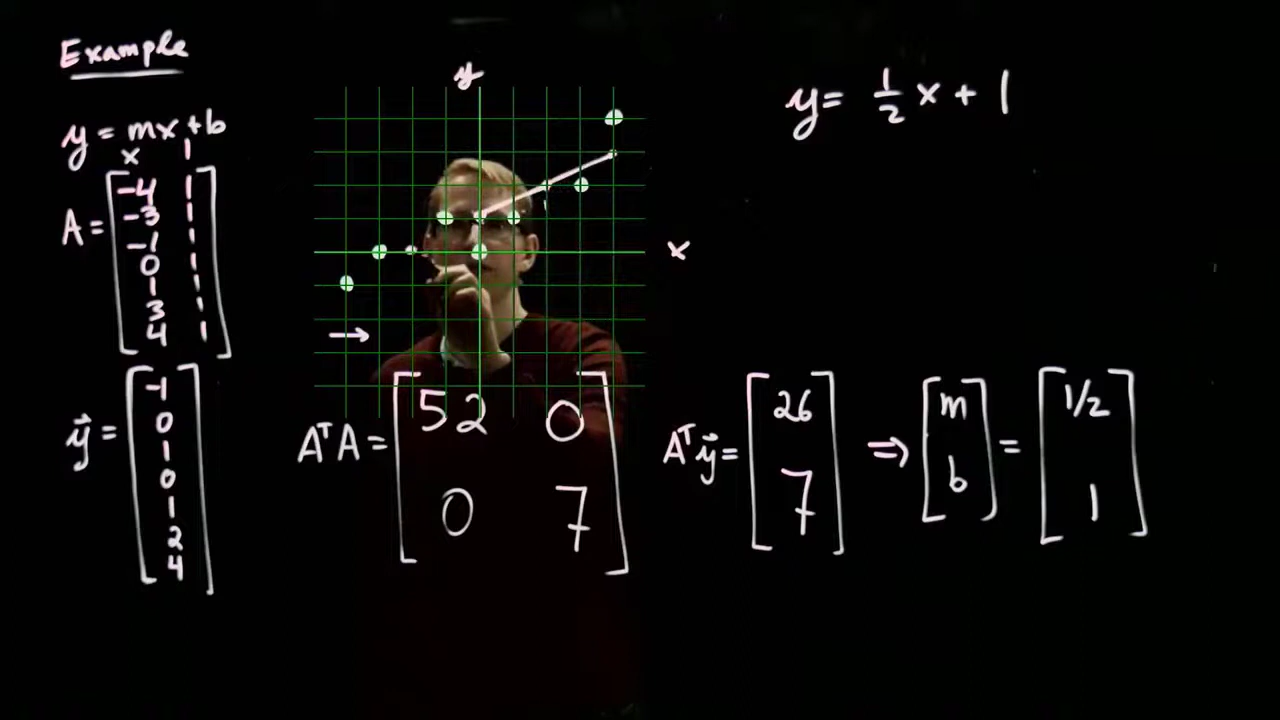 Example
y = mx + b
x 1
A = [ -4 1
-3 1
-1 1
0 1
1 1
3 1
4 1 ]
y⃗ = [ -1
0
1
0
1
2
4 ]
y
x
→
AᵀA = [ 52 0
0 7 ]
Aᵀy⃗ = [ 26
7 ]
⇒ [ m
b ] = [ 1/2
1 ]
y = 1/2 x + 1